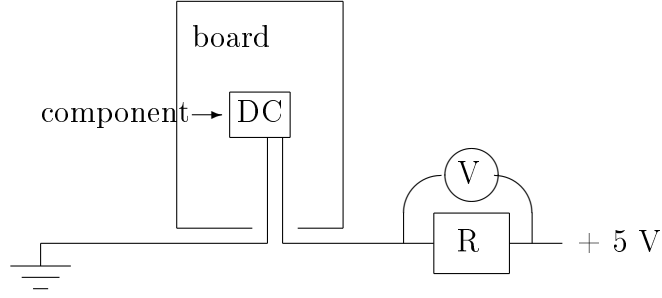 board
component
DC
V
R
+ 5 V